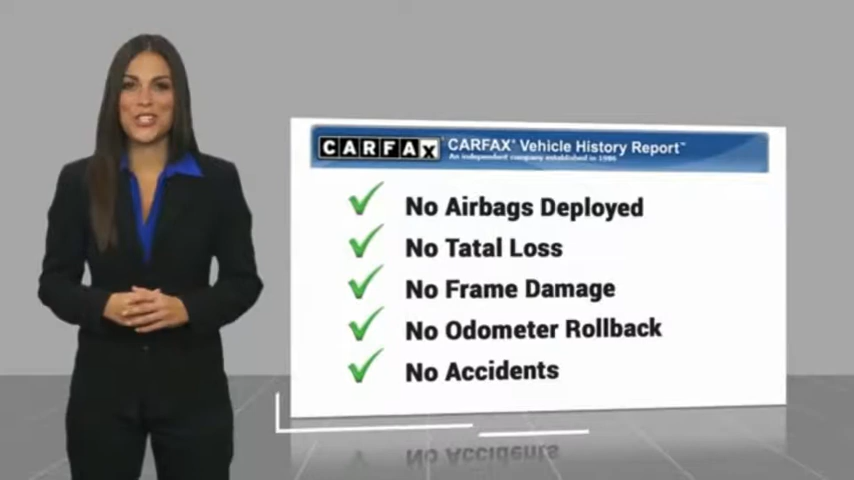 CARFAX CARFAX® Vehicle History Report™
An independent company established in 1986
No Airbags Deployed
No Tatal Loss
No Frame Damage
No Odometer Rollback
No Accidents
No Accidents